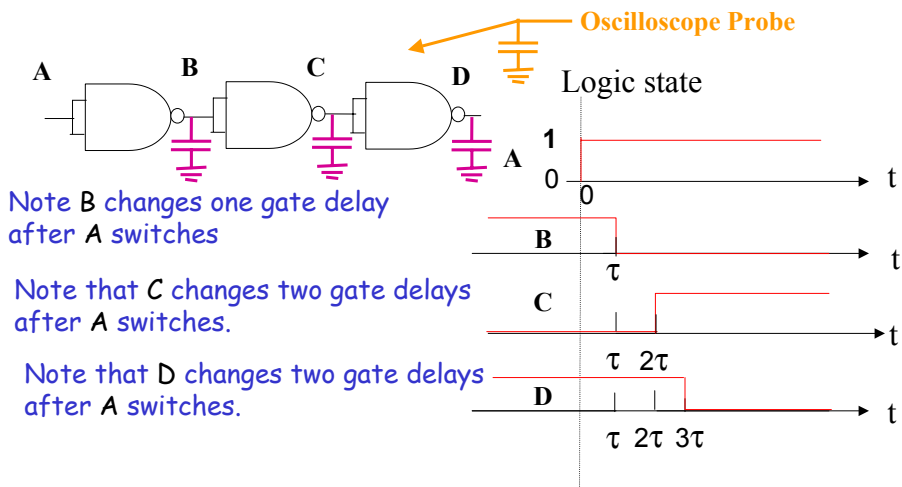 Oscilloscope Probe
A
B
C
D
Logic state
A
1
0
0
t
Note B changes one gate delay
after A switches
B
τ
t
Note that C changes two gate delays
after A switches.
C
τ 2τ
t
Note that D changes two gate delays
after A switches.
D
τ 2τ 3τ
t